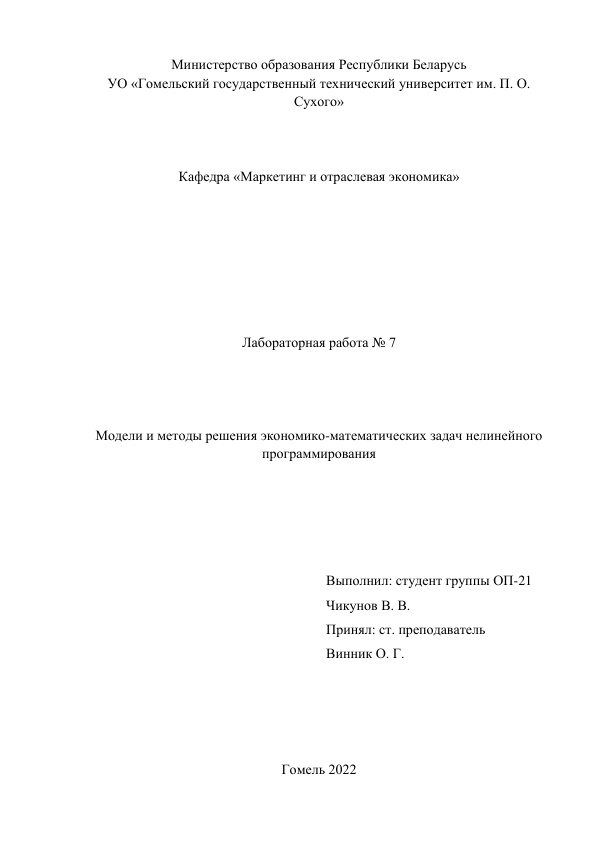 Министерство образования Республики Беларусь
УО «Гомельский государственный технический университет им. П. О.
Сухого»
Кафедра «Маркетинг и отраслевая экономика»
Лабораторная работа № 7
Модели и методы решения экономико-математических задач нелинейного
программирования
Выполнил: студент группы ОП-21
Чикунов В. В.
Принял: ст. преподаватель
Винник О. Г.
Гомель 2022